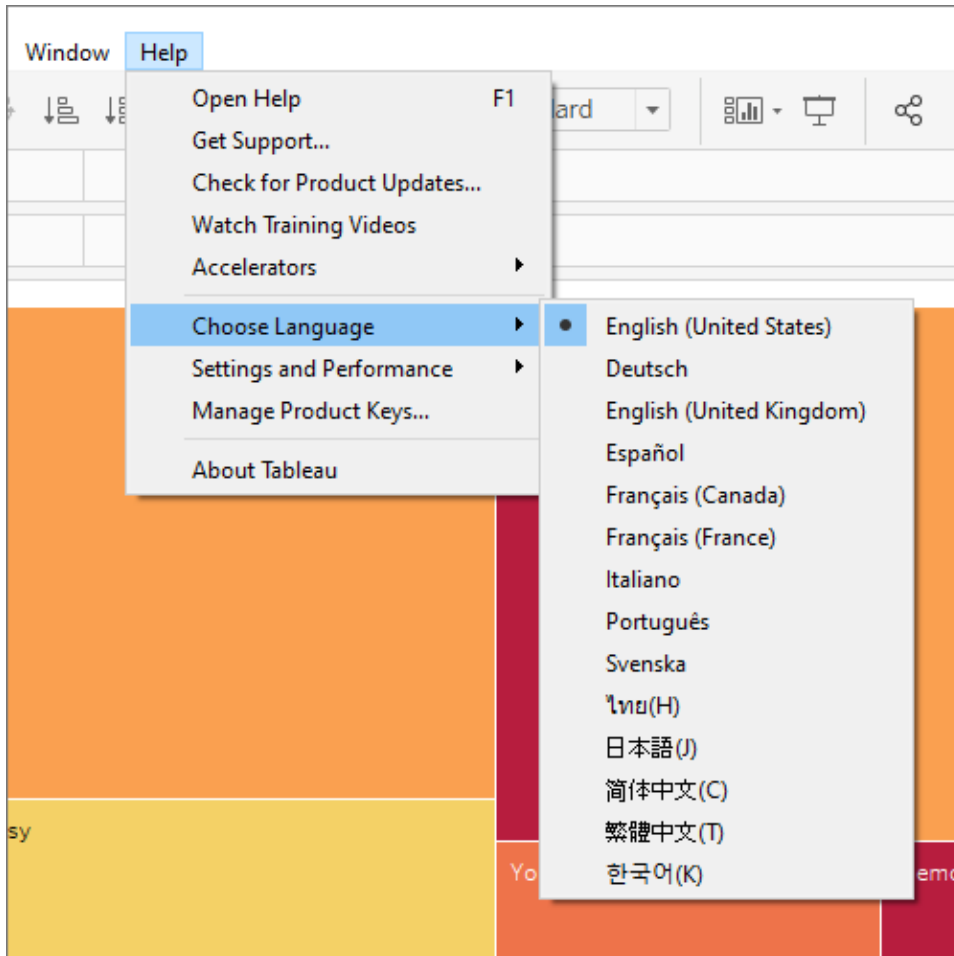 Window Help
Open Help F1
Get Support...
Check for Product Updates...
Watch Training Videos
Accelerators
Choose Language
Settings and Performance
Manage Product Keys...
About Tableau
English (United States)
Deutsch
English (United Kingdom)
Español
Français (Canada)
Français (France)
Italiano
Português
Svenska
ไทย(H)
日本語(J)
简体中文(C)
繁體中文(T)
한국어(K)